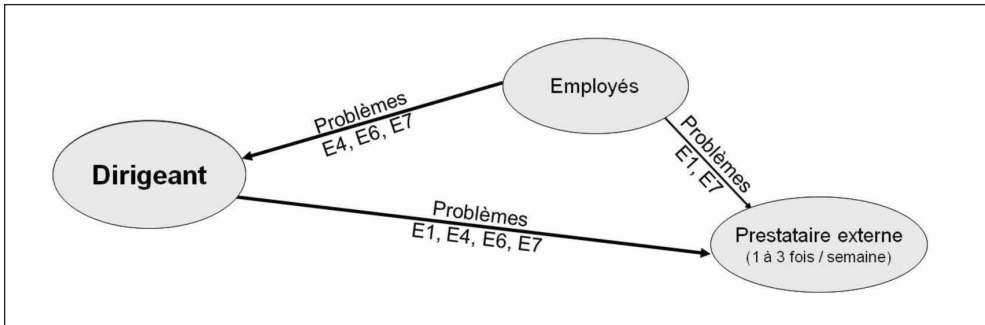 Employés
Problèmes
E4, E6, E7
Problèmes
E1, E7
Dirigeant
Problèmes
E1, E4, E6, E7
Prestataire externe
(1 à 3 fois / semaine)